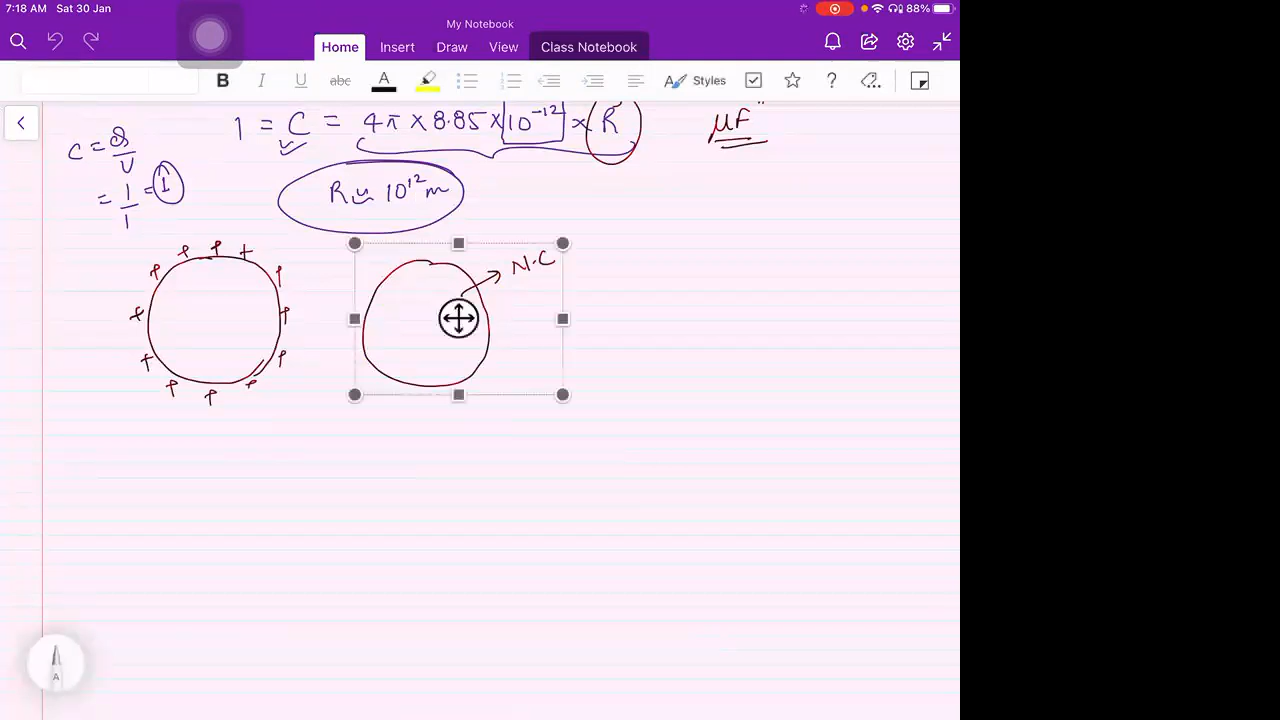 7:18 AM Sat 30 Jan
88%
My Notebook
Home Insert Draw View Class Notebook
B I U abc A Styles ?
1 = C = 4π × 8.85 × 10⁻¹² × R
μF"
C = Q/V
= 1/1 = 1
R ≃ 10¹² m
+ + + + + + + + + + + + +
N.C
A